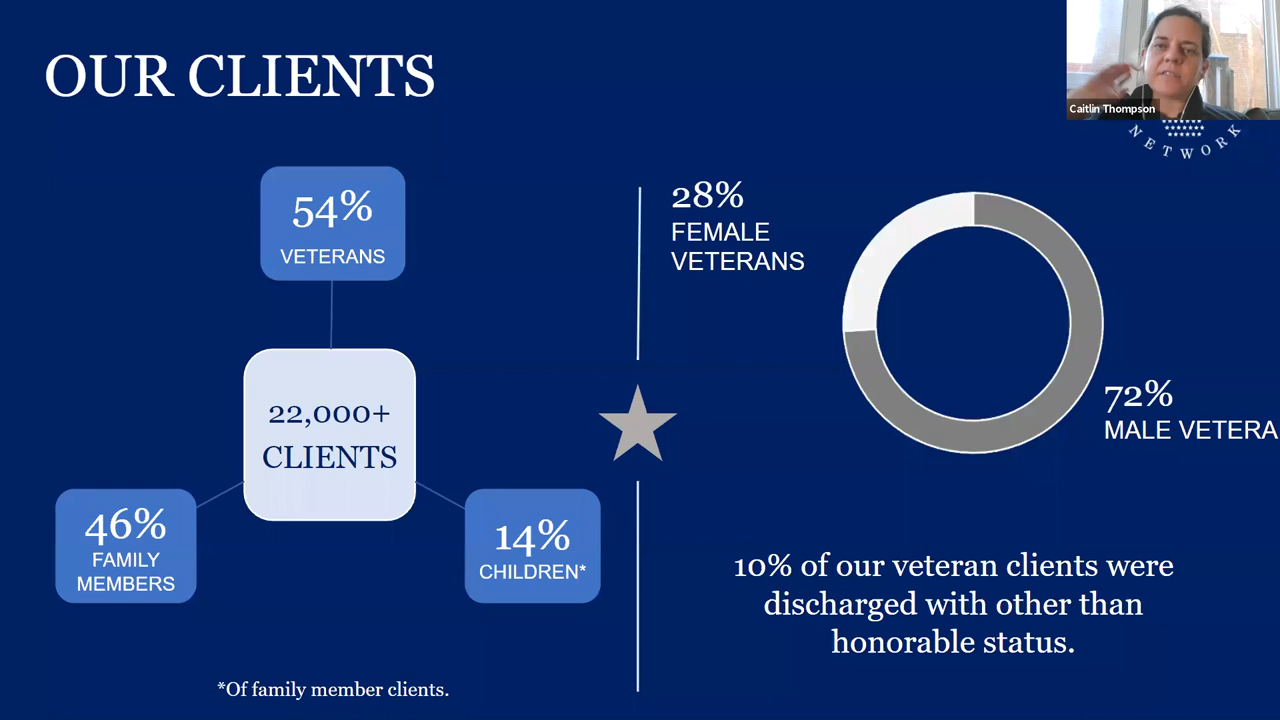 OUR CLIENTS
Caitlin Thompson
NETWORK
54%
VETERANS
22,000+
CLIENTS
46%
FAMILY
MEMBERS
14%
CHILDREN*
*Of family member clients.
28%
FEMALE
VETERANS
72%
MALE VETERA
10% of our veteran clients were
discharged with other than
honorable status.